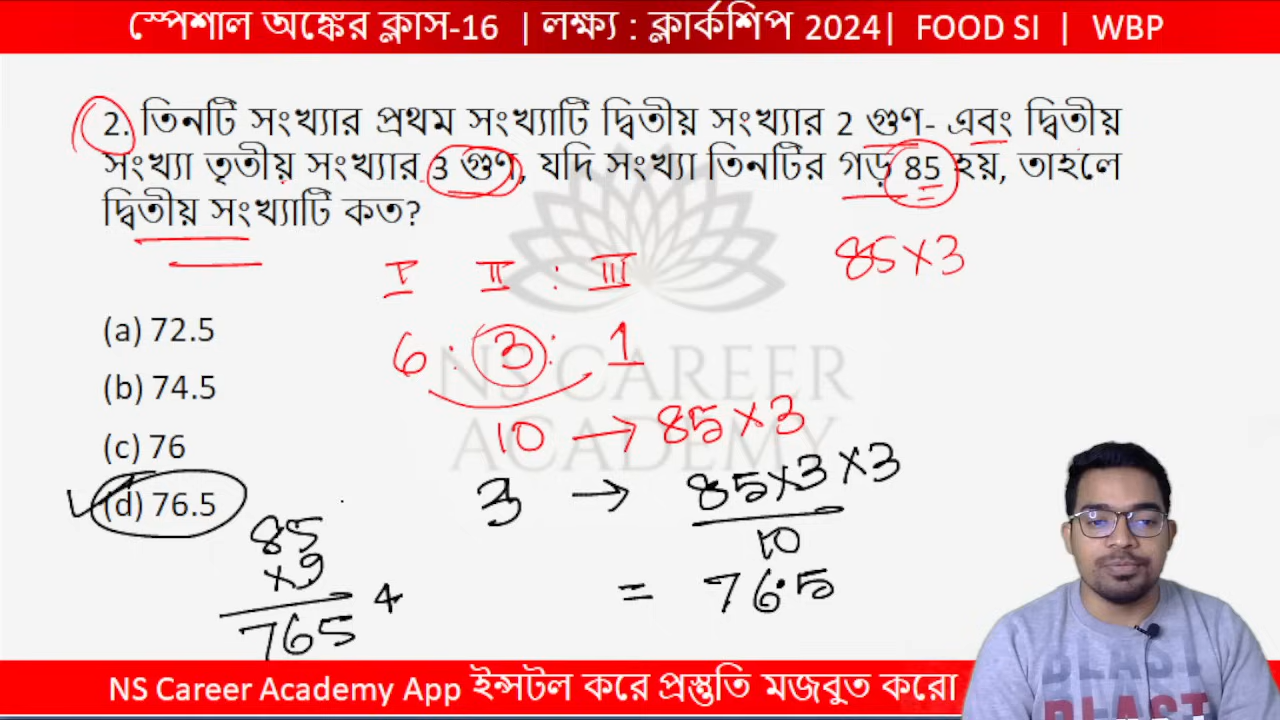 স্পেশাল অঙ্কের ক্লাস-16 | লক্ষ্য : ক্লার্কশিপ 2024| FOOD SI | WBP
2. তিনটি সংখ্যার প্রথম সংখ্যাটি দ্বিতীয় সংখ্যার 2 গুণ- এবং দ্বিতীয়
সংখ্যা তৃতীয় সংখ্যার 3 গুণ, যদি সংখ্যা তিনটির গড় 85 হয়, তাহলে
দ্বিতীয় সংখ্যাটি কত?
85×3
I II : III
(a) 72.5
6 : 3 : 1
NS CAREER
ACADEMY
(b) 74.5
10 → 85×3
(c) 76
3 → 85×3×3
10
(d) 76.5
= 76.5
85
×9
765
BLAST
BLAST
NS Career Academy App ইন্সটল করে প্রস্তুতি মজবুত করো